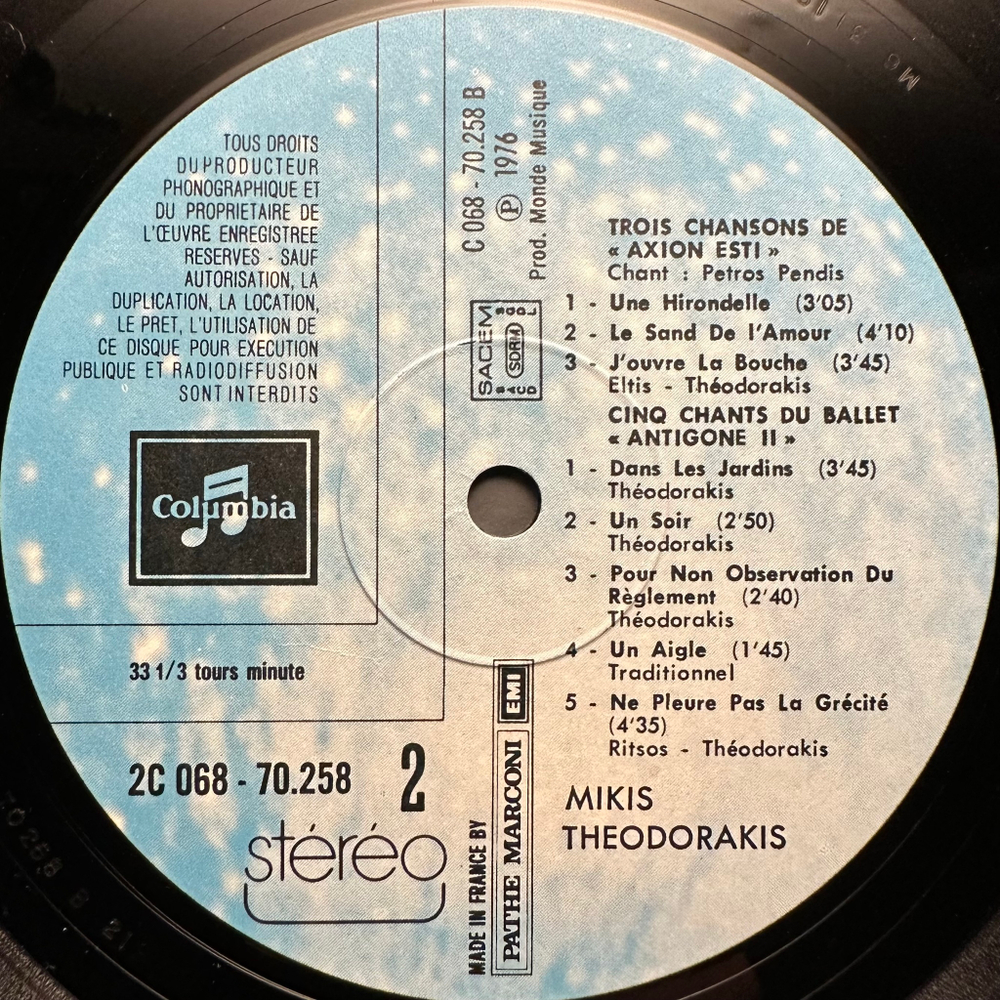 TOUS DROITS
DU PRODUCTEUR
PHONOGRAPHIQUE ET
DU PROPRIETAIRE DE
L'ŒUVRE ENREGISTREE
RESERVES - SAUF
AUTORISATION, LA
DUPLICATION, LA LOCATION,
LE PRET, L'UTILISATION DE
CE DISQUE POUR EXECUTION
PUBLIQUE ET RADIODIFFUSION
SONT INTERDITS
Columbia
33 1/3 tours minute
2C 068 - 70.258 2
stéréo
C 068 - 70.258 B
Ⓟ 1976
Prod. Monde Musique
SACEM
SDRM
MADE IN FRANCE BY
PATHE MARCONI
EMI
TROIS CHANSONS DE
« AXION ESTI »
Chant : Petros Pendis
1 - Une Hirondelle (3'05)
2 - Le Sand De l'Amour (4'10)
3 - J'ouvre La Bouche (3'45)
Eltis - Théodorakis
CINQ CHANTS DU BALLET
« ANTIGONE II »
1 - Dans Les Jardins (3'45)
Théodorakis
2 - Un Soir (2'50)
Théodorakis
3 - Pour Non Observation Du
Règlement (2'40)
Théodorakis
4 - Un Aigle (1'45)
Traditionnel
5 - Ne Pleure Pas La Grécité
(4'35)
Ritsos - Théodorakis
MIKIS
THEODORAKIS